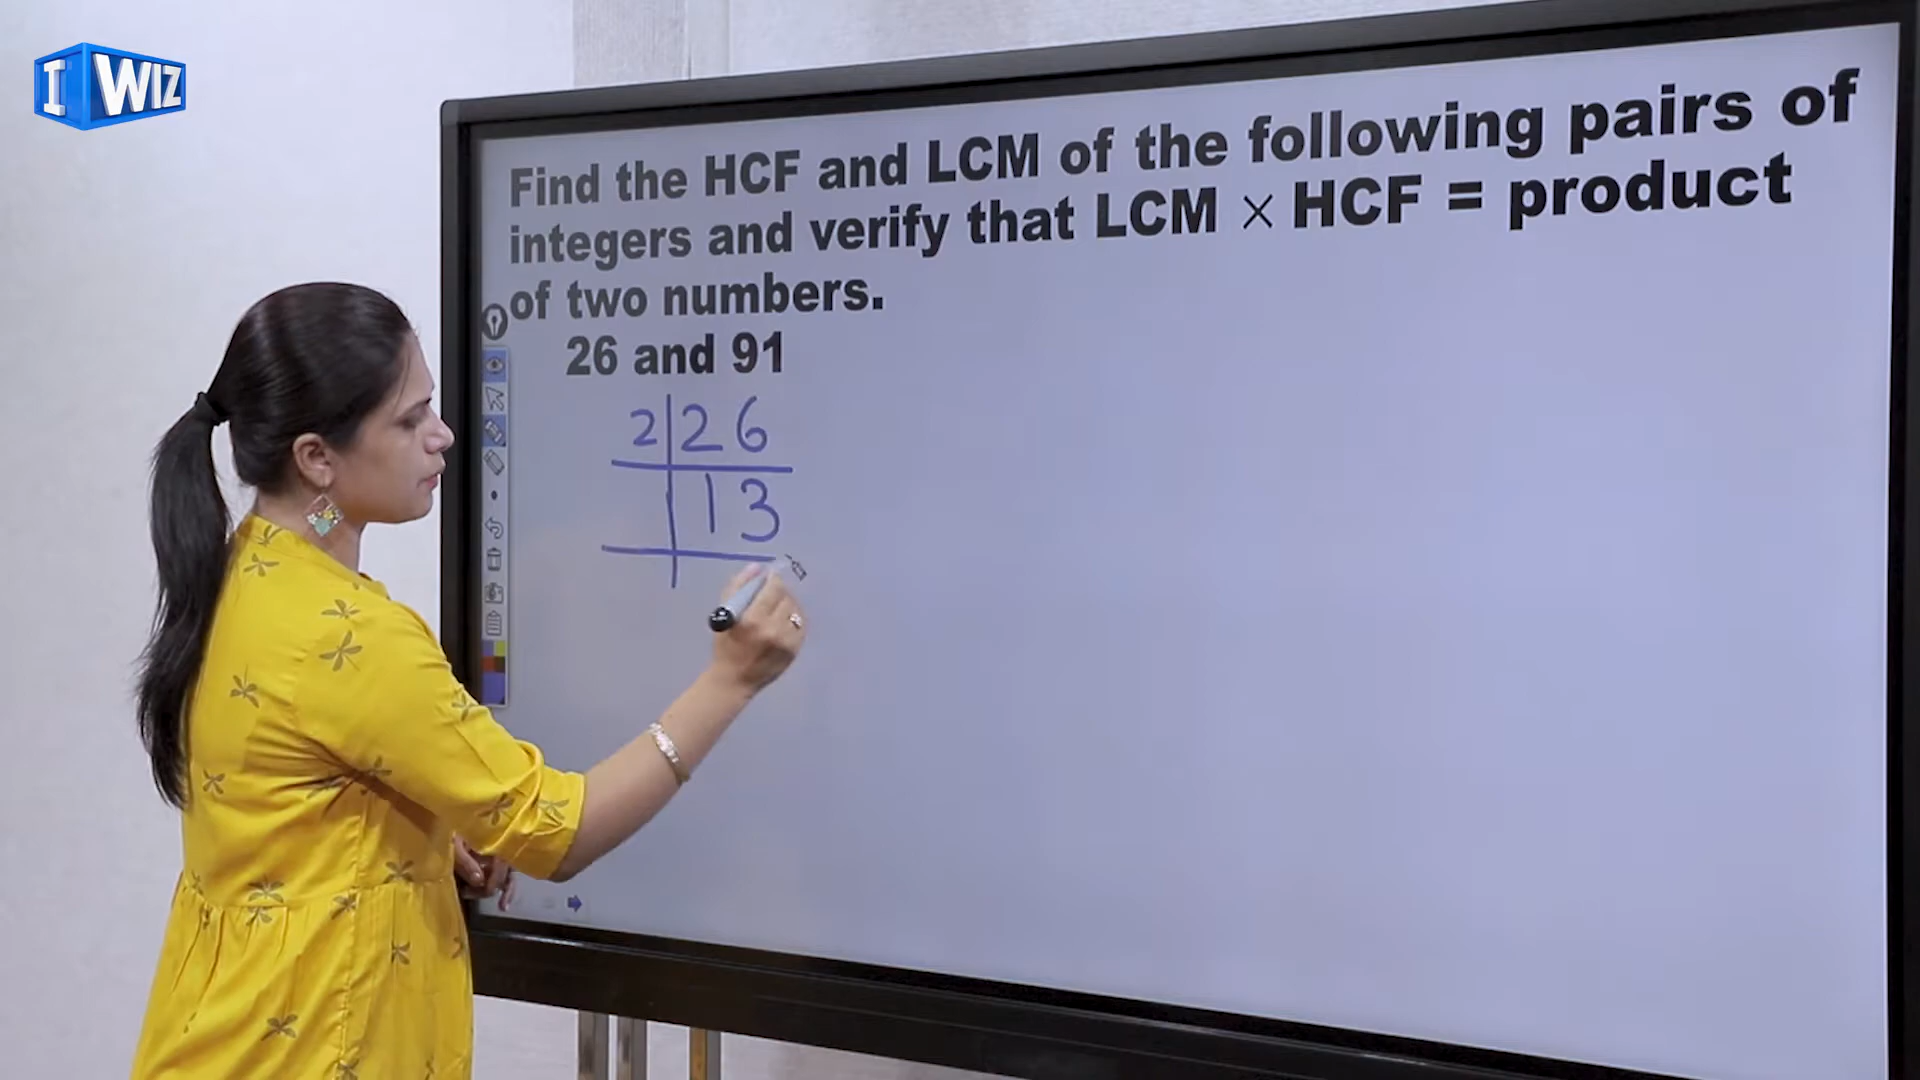 I WIZ
Find the HCF and LCM of the following pairs of
integers and verify that LCM × HCF = product
of two numbers.
26 and 91
2 26
13